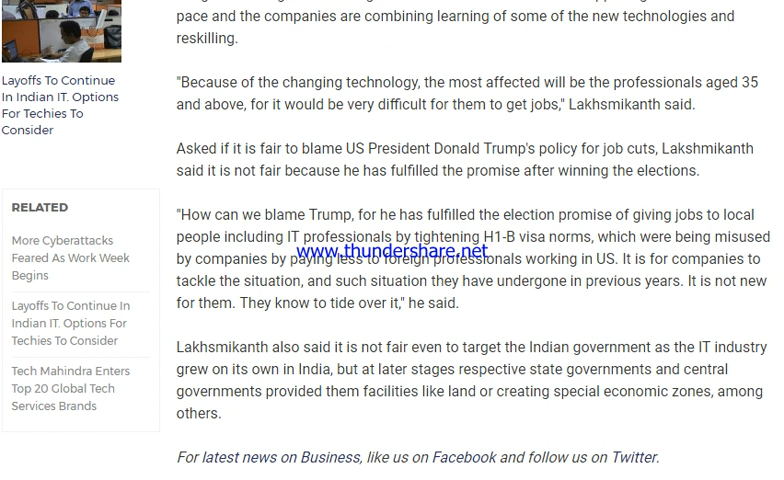 pace and the companies are combining learning of some of the new technologies and
reskilling.
Layoffs To Continue
In Indian IT. Options
For Techies To
Consider
"Because of the changing technology, the most affected will be the professionals aged 35
and above, for it would be very difficult for them to get jobs," Lakhsmikanth said.
Asked if it is fair to blame US President Donald Trump's policy for job cuts, Lakshmikanth
said it is not fair because he has fulfilled the promise after winning the elections.
RELATED
More Cyberattacks
Feared As Work Week
Begins
Layoffs To Continue In
Indian IT. Options For
Techies To Consider
Tech Mahindra Enters
Top 20 Global Tech
Services Brands
"How can we blame Trump, for he has fulfilled the election promise of giving jobs to local
people including IT professionals by tightening H1-B visa norms, which were being misused
www.thundershare.net
by companies by paying less to foreign professionals working in US. It is for companies to
tackle the situation, and such situation they have undergone in previous years. It is not new
for them. They know to tide over it," he said.
Lakhsmikanth also said it is not fair even to target the Indian government as the IT industry
grew on its own in India, but at later stages respective state governments and central
governments provided them facilities like land or creating special economic zones, among
others.
For latest news on Business, like us on Facebook and follow us on Twitter.